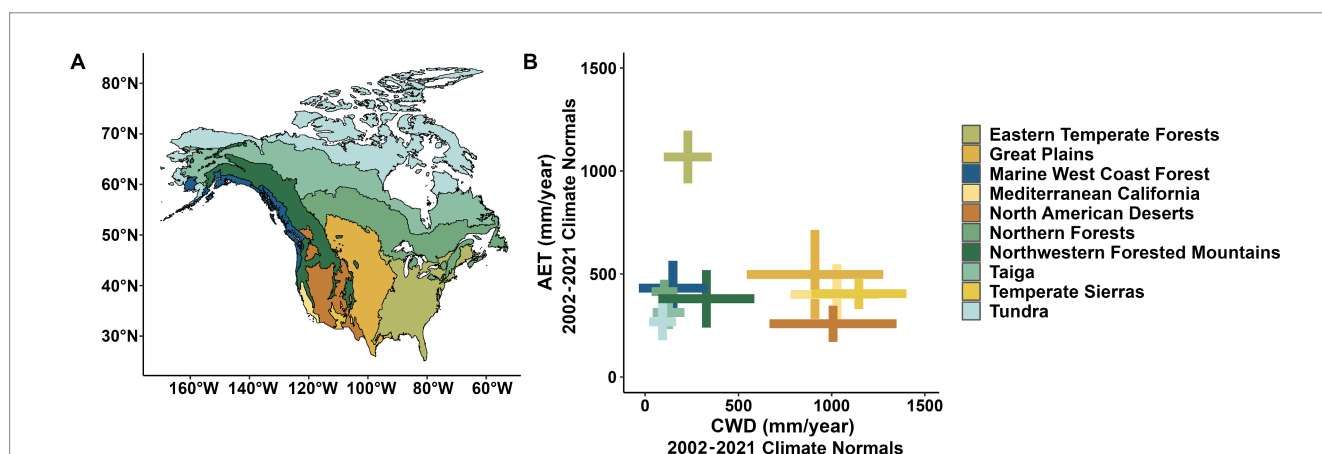 A
80°N
70°N
60°N
50°N
40°N
30°N
160°W 140°W 120°W 100°W 80°W 60°W
B
AET (mm/year)
2002-2021 Climate Normals
1500
1000
500
0
0 500 1000 1500
CWD (mm/year)
2002-2021 Climate Normals
Eastern Temperate Forests
Great Plains
Marine West Coast Forest
Mediterranean California
North American Deserts
Northern Forests
Northwestern Forested Mountains
Taiga
Temperate Sierras
Tundra